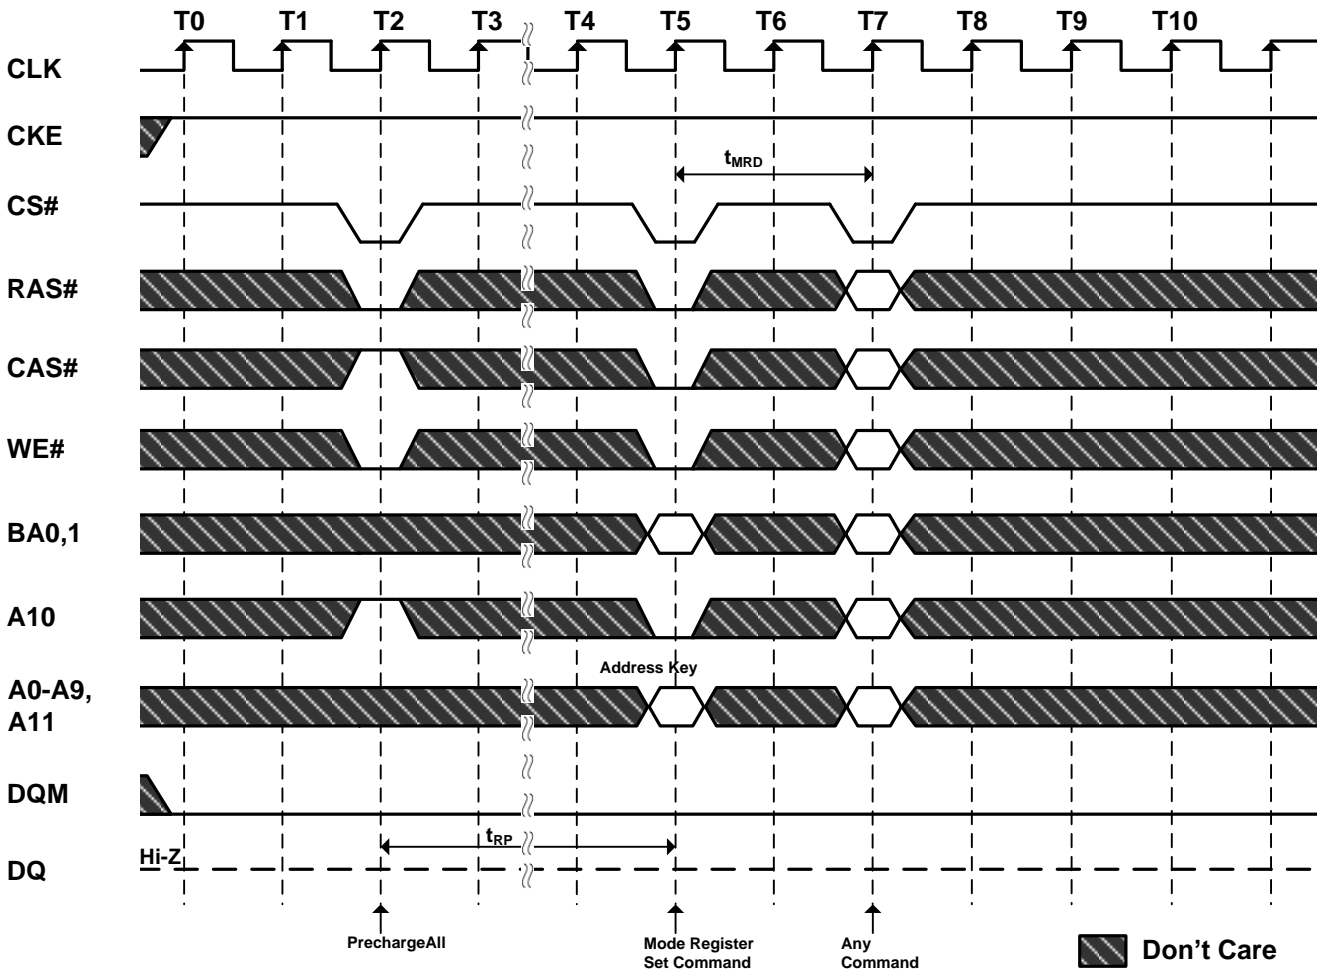 T0 T1 T2 T3 T4 T5 T6 T7 T8 T9 T10
CLK
CKE
tMRD
CS#
RAS#
CAS#
WE#
BA0,1
A10
Address Key
A0-A9,
A11
DQM
tRP
Hi-Z
DQ
PrechargeAll
Mode Register
Set Command
Any
Command
Don't Care